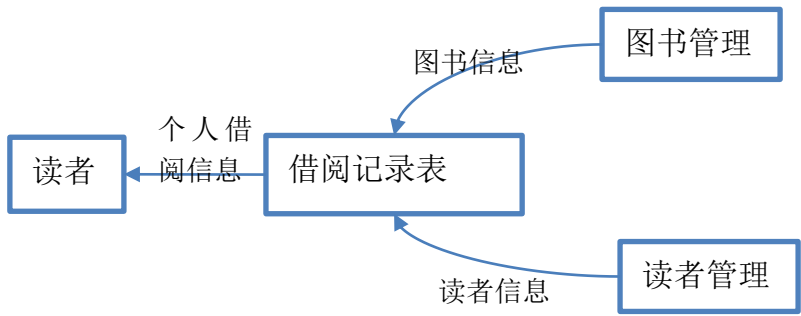 图书管理
图书信息
个人借
阅信息
读者
借阅记录表
读者管理
读者信息